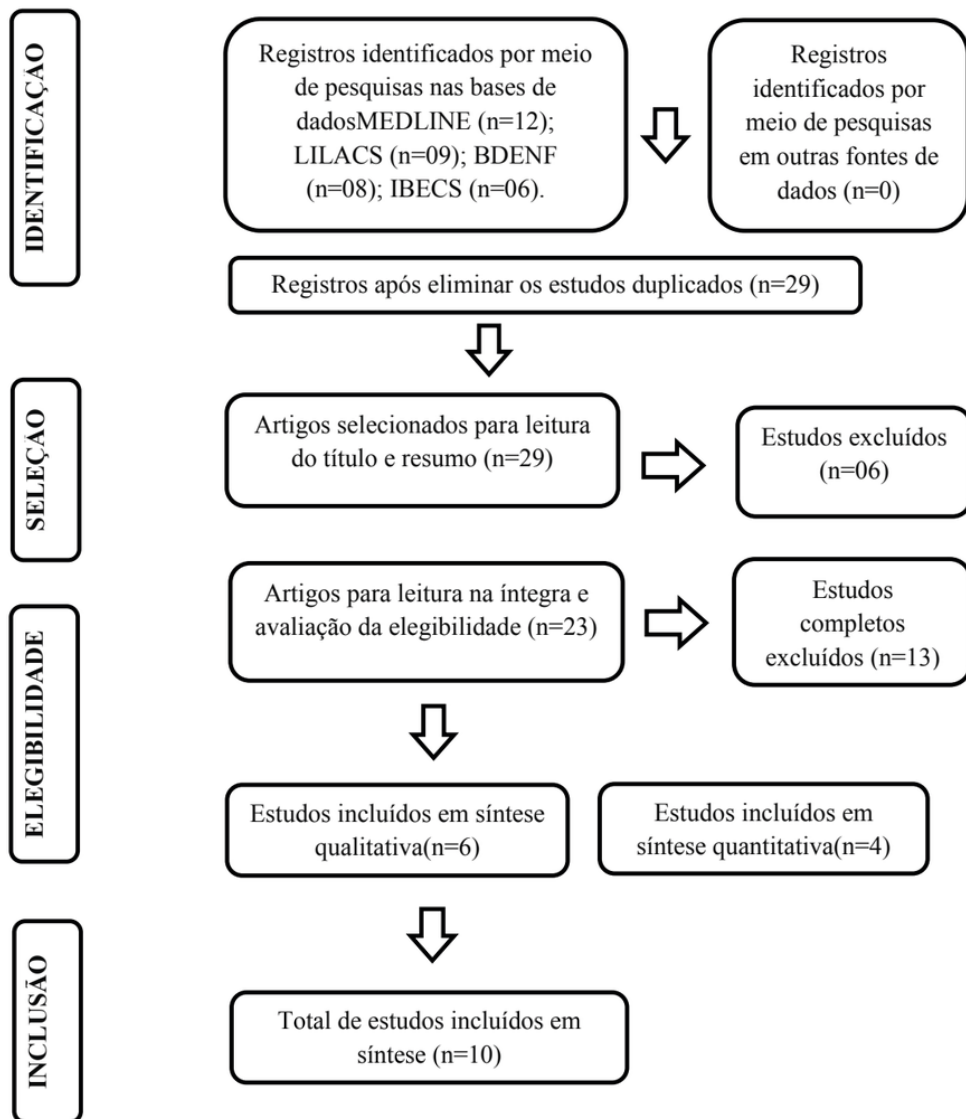 IDENTIFICAÇÃO
Registros identificados por meio
de pesquisas nas bases de
dadosMEDLINE (n=12);
LILACS (n=09); BDENF
(n=08); IBECS (n=06).
Registros
identificados por
meio de pesquisas
em outras fontes de
dados (n=0)
Registros após eliminar os estudos duplicados (n=29)
SELEÇÃO
Artigos selecionados para leitura
do título e resumo (n=29)
Estudos excluídos
(n=06)
ELEGIBILIDADE
Artigos para leitura na íntegra e
avaliação da elegibilidade (n=23)
Estudos
completos
excluídos (n=13)
Estudos incluídos em síntese
qualitativa(n=6)
Estudos incluídos em
síntese quantitativa(n=4)
INCLUSÃO
Total de estudos incluídos em
síntese (n=10)